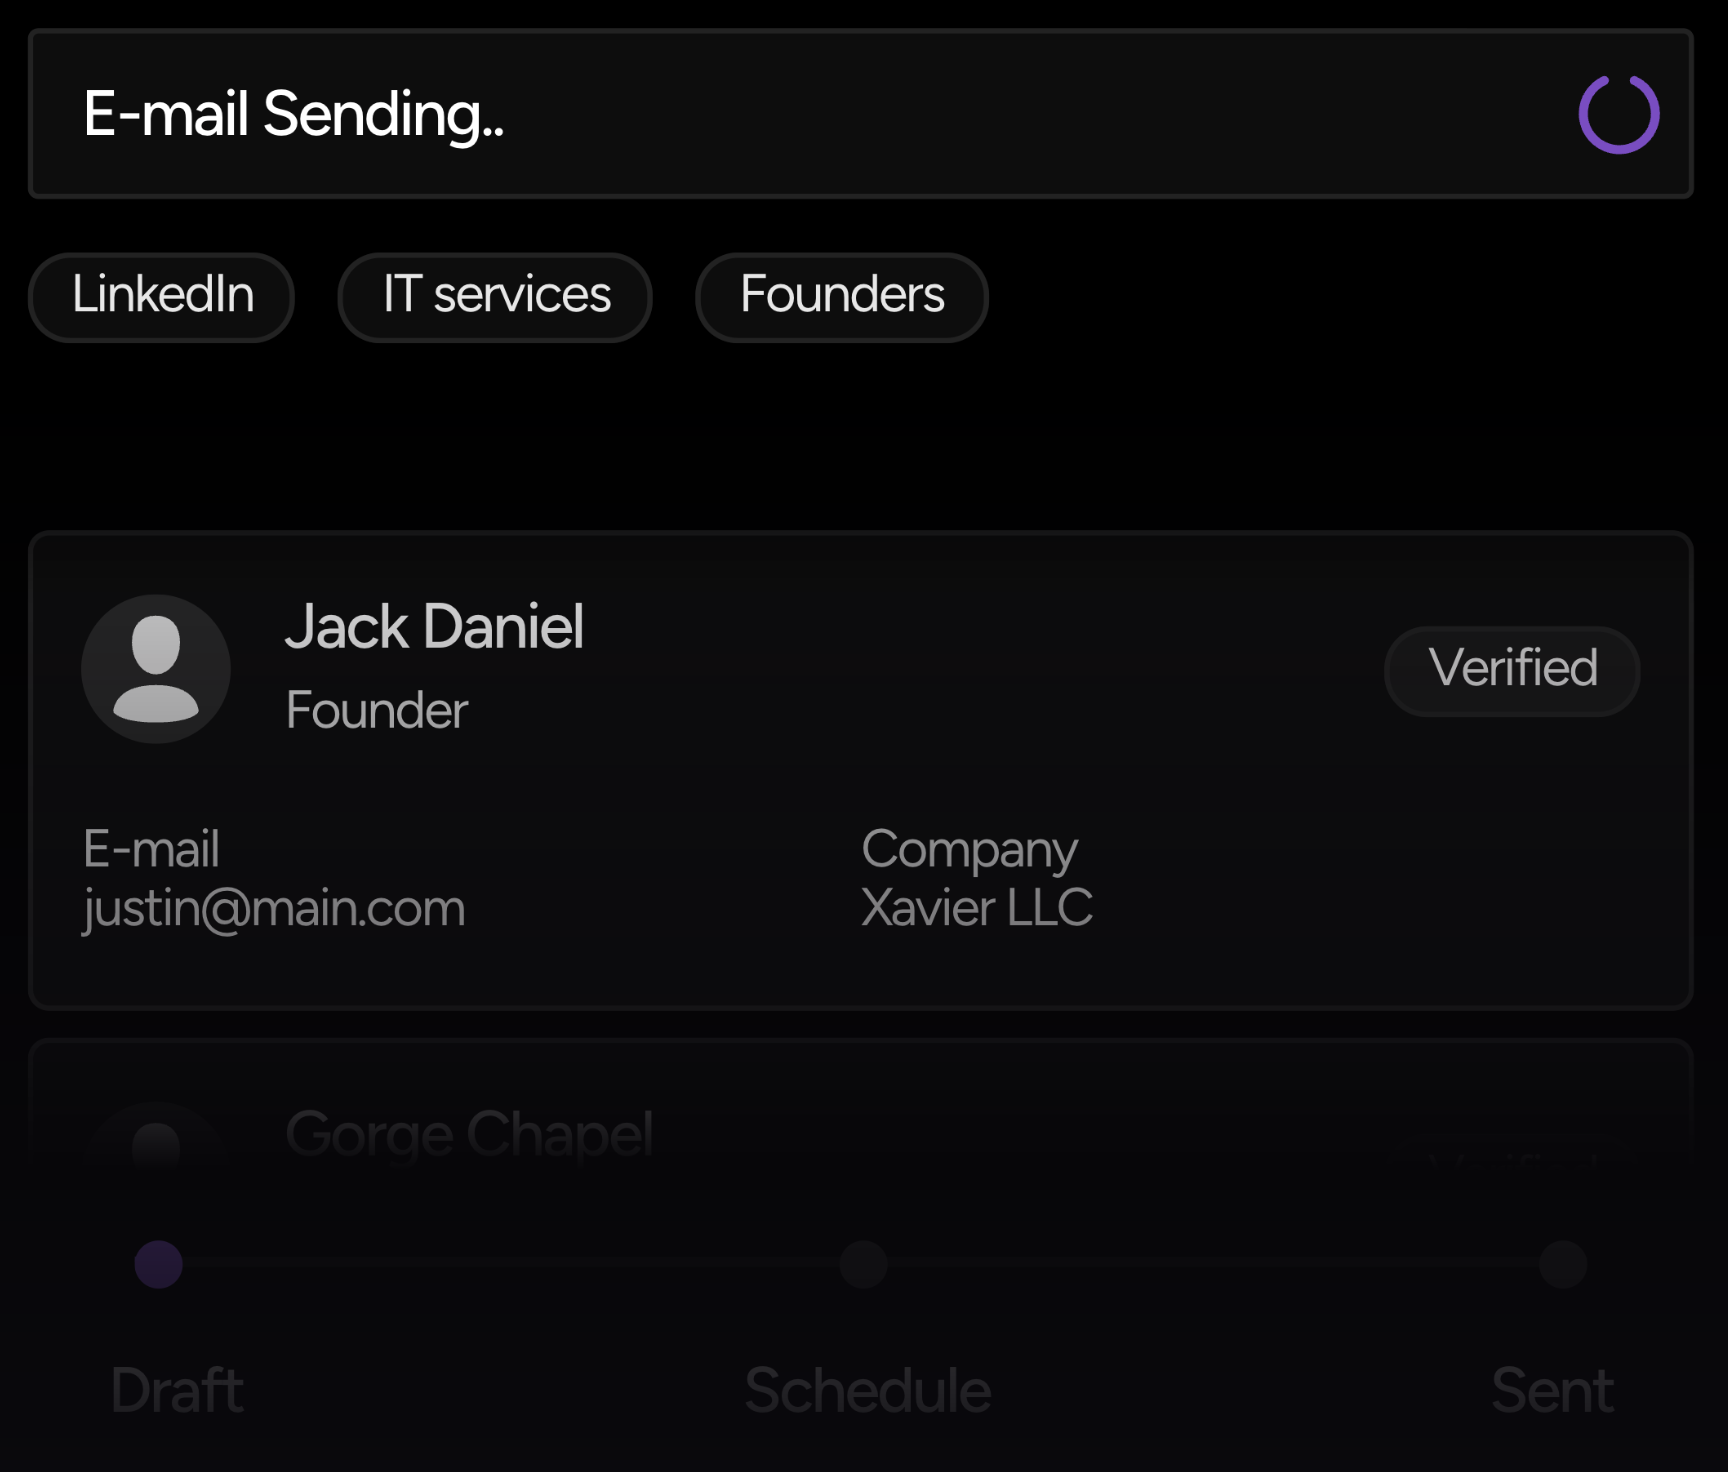 E-mail Sending..
LinkedIn
IT services
Founders
Jack Daniel
Founder
Verified
E-mail
justin@main.com
Company
Xavier LLC
Gorge Chapel
Draft
Schedule
Sent